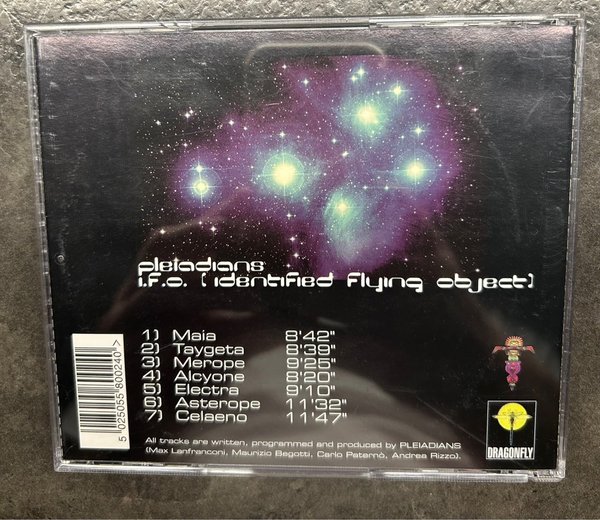 pleiadians
i.f.o. [identified flying object]
1) Maia 8'42"
2) Taygeta 8'39"
3) Merope 9'25"
4) Alcyone 8'20"
5) Electra 9'10"
6) Asterope 11'32"
7) Celaeno 11'47"
5 025055 800240 >
All tracks are written, programmed and produced by PLEIADIANS
(Max Lanfranconi, Maurizio Begotti, Carlo Paternò, Andrea Rizzo).
DRAGONFLY